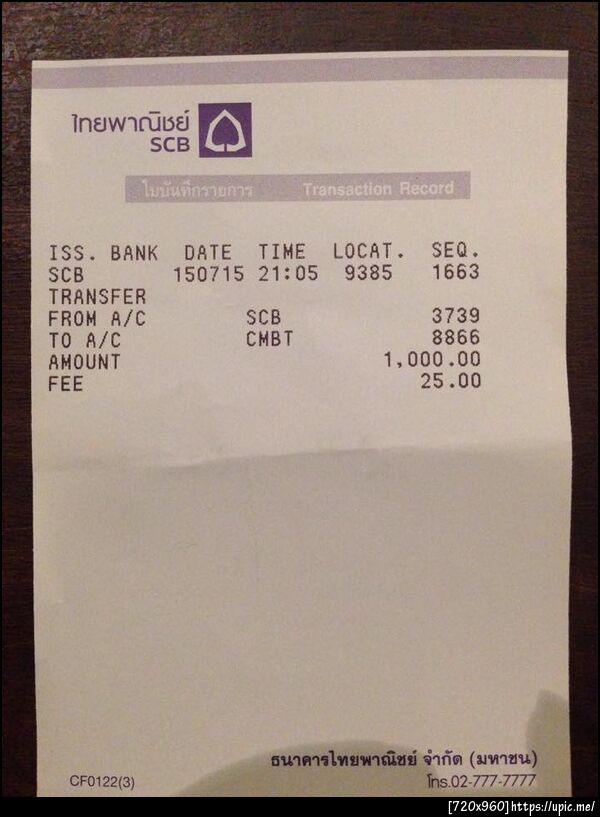 ไทยพาณิชย์
SCB
ใบบันทึกรายการ Transaction Record
ISS. BANK DATE TIME LOCAT. SEQ.
SCB 150715 21:05 9385 1663
TRANSFER
FROM A/C SCB 3739
TO A/C CMBT 8866
AMOUNT 1,000.00
FEE 25.00
ธนาคารไทยพาณิชย์ จำกัด (มหาชน)
CF0122(3) โทร.02-777-7777
[720x960]https://upic.me/